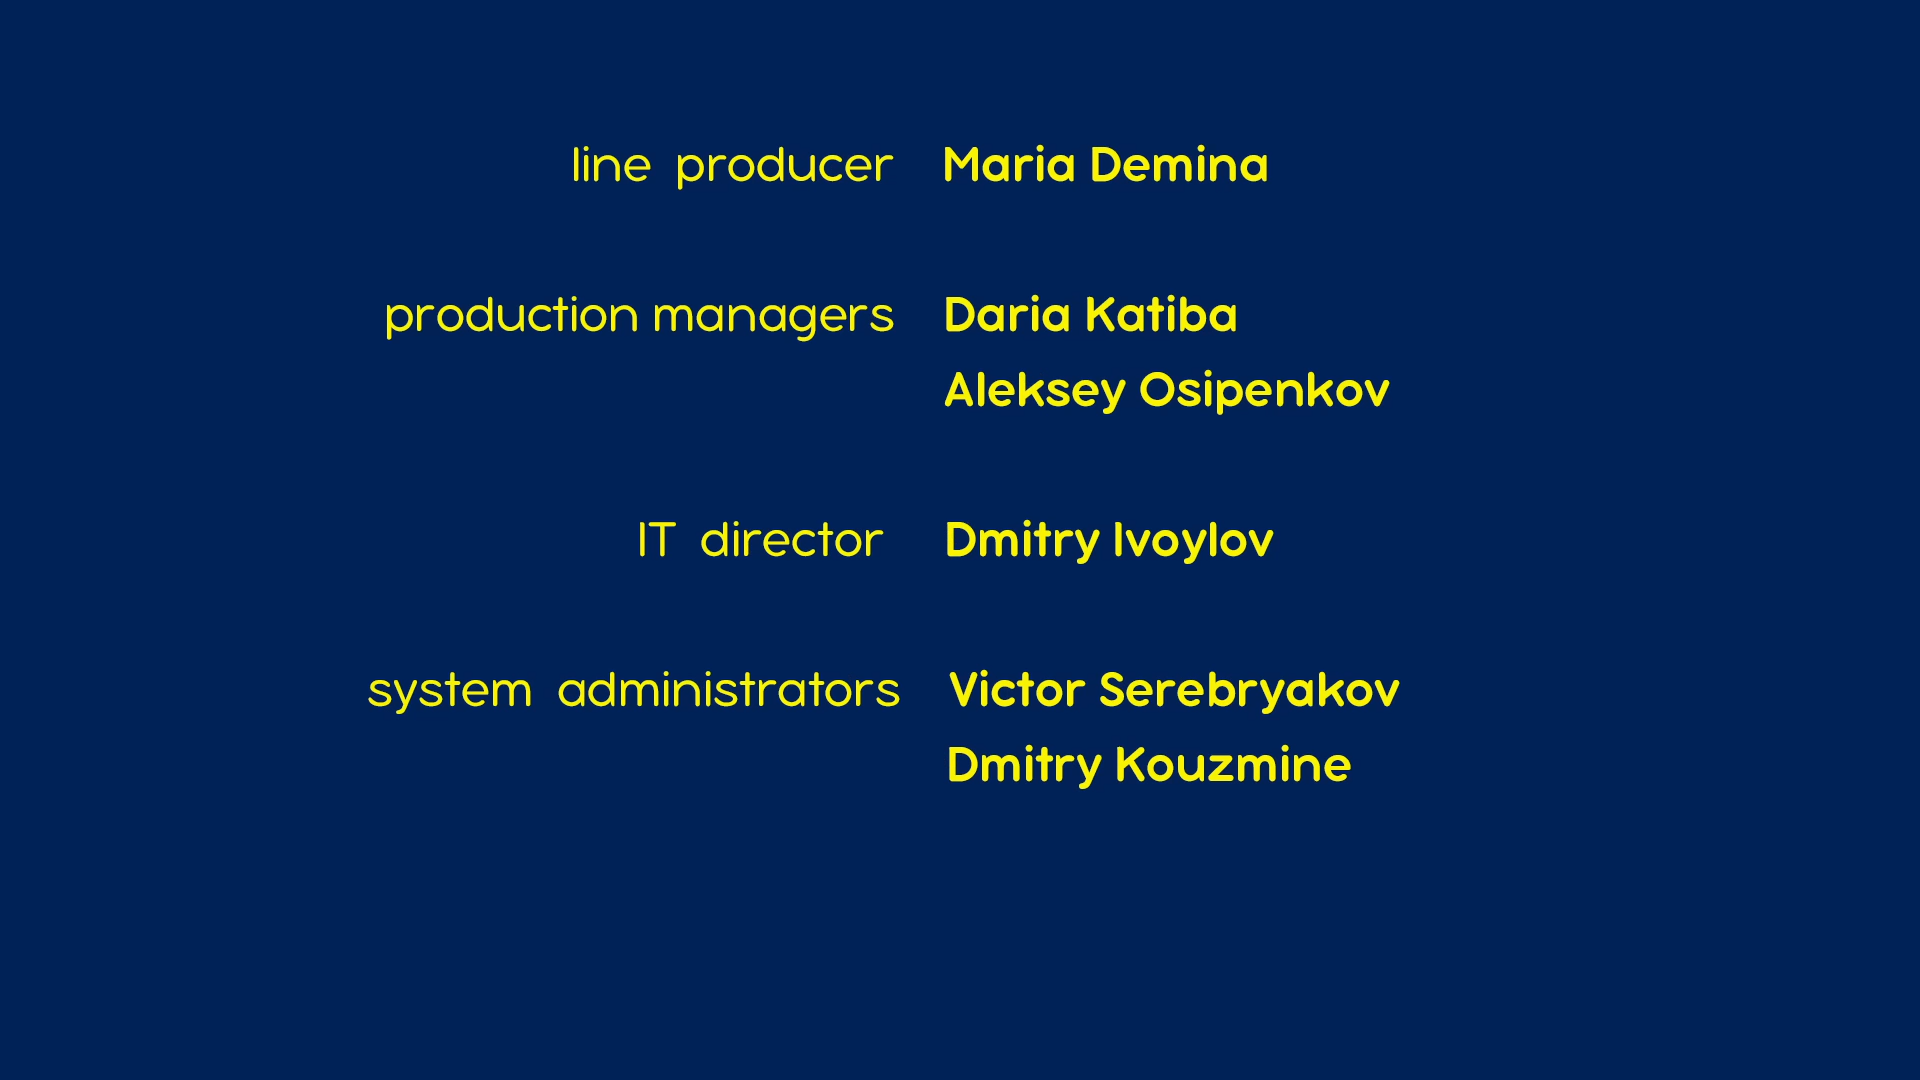 line producer Maria Demina
production managers Daria Katiba
Aleksey Osipenkov
IT director Dmitry Ivoylov
system administrators Victor Serebryakov
Dmitry Kouzmine